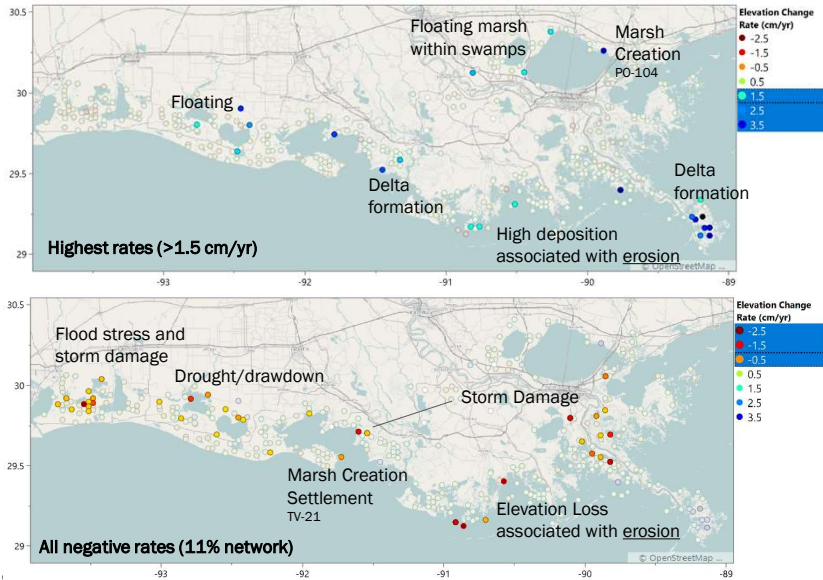 30.5
30
29.5
29
Floating marsh
within swamps
Marsh
Creation
PO-104
Floating
Delta
formation
Delta
formation
High deposition
associated with erosion
Highest rates (>1.5 cm/yr)
© OpenStreetMap ...
-93
-92
-91
-90
-89
Elevation Change
Rate (cm/yr)
-2.5
-1.5
-0.5
0.5
1.5
2.5
3.5
30.5
30
29.5
29
Flood stress and
storm damage
Drought/drawdown
Storm Damage
Marsh Creation
Settlement
TV-21
Elevation Loss
associated with erosion
All negative rates (11% network)
© OpenStreetMap ...
-93
-92
-91
-90
-89
Elevation Change
Rate (cm/yr)
-2.5
-1.5
-0.5
0.5
1.5
2.5
3.5